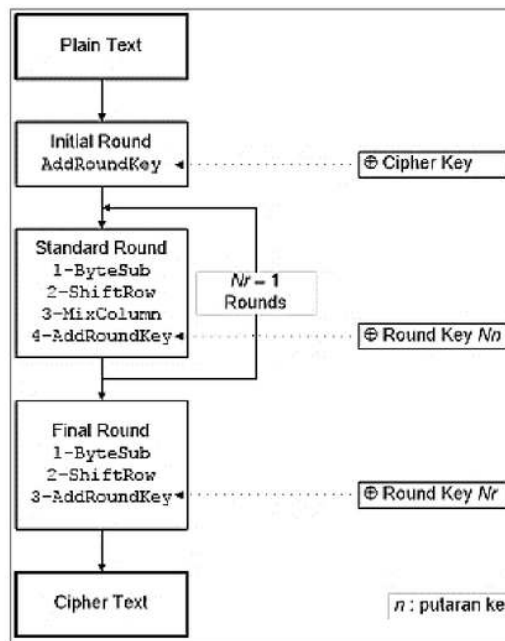 Plain Text
Initial Round
AddRoundKey
⊕ Cipher Key
Standard Round
1-ByteSub
2-ShiftRow
3-MixColumn
4-AddRoundKey
Nr – 1
Rounds
⊕ Round Key Nn
Final Round
1-ByteSub
2-ShiftRow
3-AddRoundKey
⊕ Round Key Nr
Cipher Text
n : putaran ke